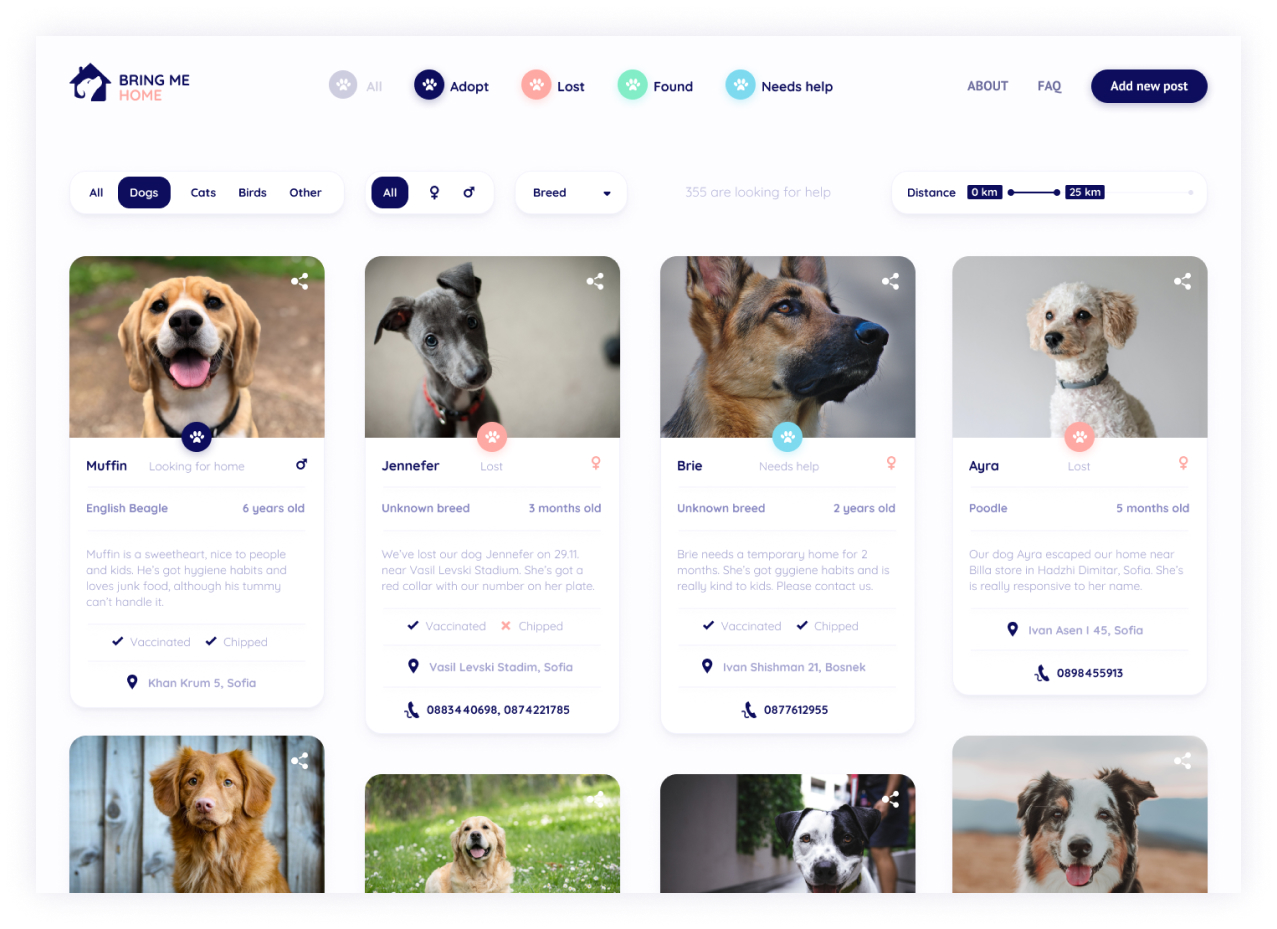 BRING ME
HOME
All
Adopt
Lost
Found
Needs help
ABOUT
FAQ
Add new post
All
Dogs
Cats
Birds
Other
All
Breed
355 are looking for help
Distance
0 km
25 km
Muffin
Looking for home
English Beagle
6 years old
Muffin is a sweetheart, nice to people
and kids. He's got hygiene habits and
loves junk food, although his tummy
can't handle it.
Vaccinated
Chipped
Khan Krum 5, Sofia
Jennefer
Lost
Unknown breed
3 months old
We've lost our dog Jennefer on 29.11.
near Vasil Levski Stadium. She's got a
red collar with our number on her plate.
Vaccinated
Chipped
Vasil Levski Stadim, Sofia
0883440698, 0874221785
Brie
Needs help
Unknown breed
2 years old
Brie needs a temporary home for 2
months. She's got gygiene habits and is
really kind to kids. Please contact us.
Vaccinated
Chipped
Ivan Shishman 21, Bosnek
0877612955
Ayra
Lost
Poodle
5 months old
Our dog Ayra escaped our home near
Billa store in Hadzhi Dimitar, Sofia. She's
is really responsive to her name.
Ivan Asen I 45, Sofia
0898455913